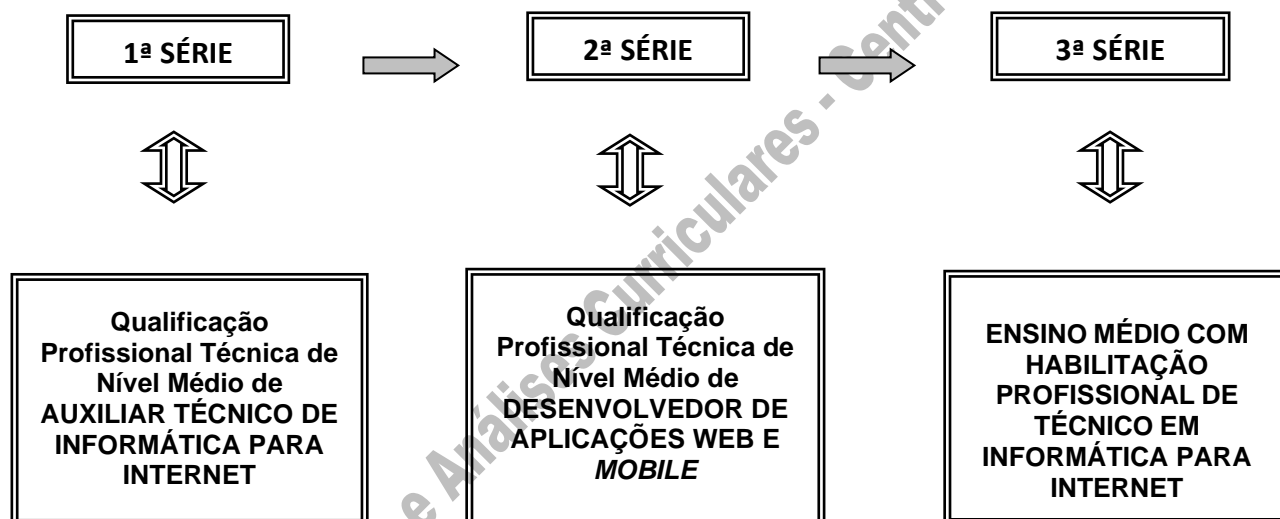 1ª SÉRIE
2ª SÉRIE
3ª SÉRIE
Qualificação
Profissional Técnica de
Nível Médio de
AUXILIAR TÉCNICO DE
INFORMÁTICA PARA
INTERNET
Qualificação
Profissional Técnica de
Nível Médio de
DESENVOLVEDOR DE
APLICAÇÕES WEB E
MOBILE
ENSINO MÉDIO COM
HABILITAÇÃO
PROFISSIONAL DE
TÉCNICO EM
INFORMÁTICA PARA
INTERNET
e Análises Curriculares -